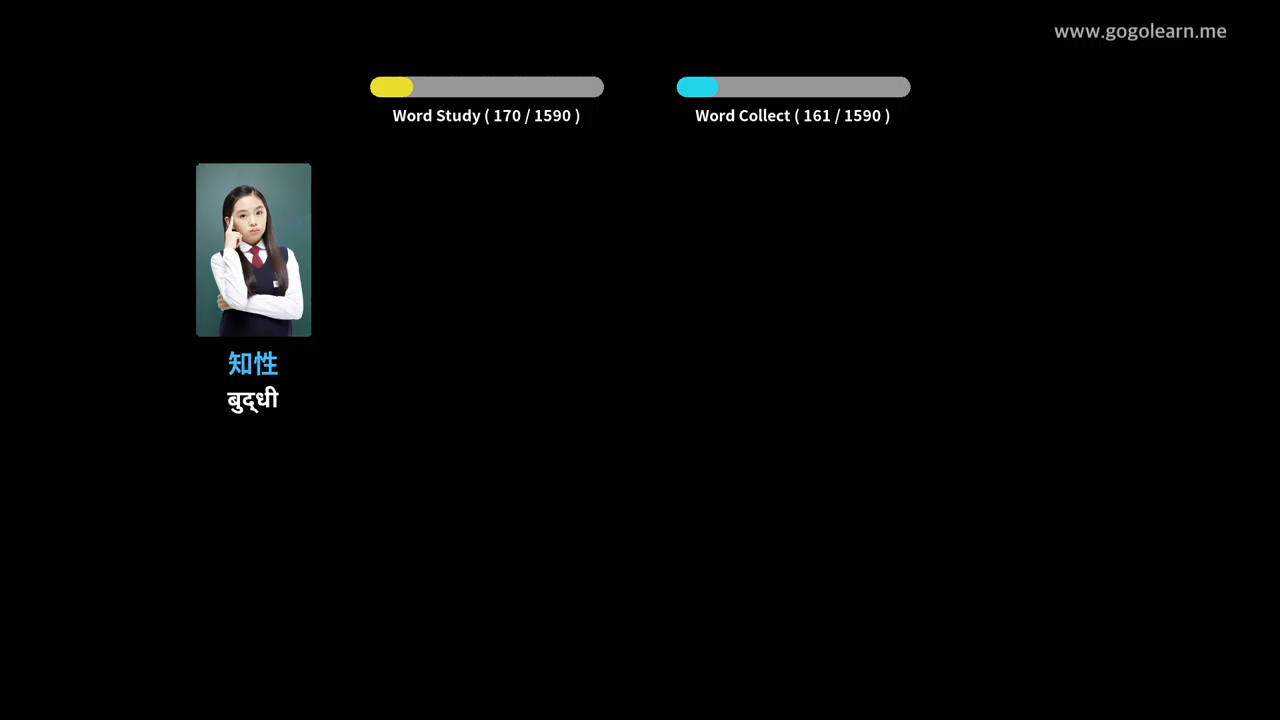 www.gogolearn.me
Word Study ( 170 / 1590 )
Word Collect ( 161 / 1590 )
知性
बुद्धी